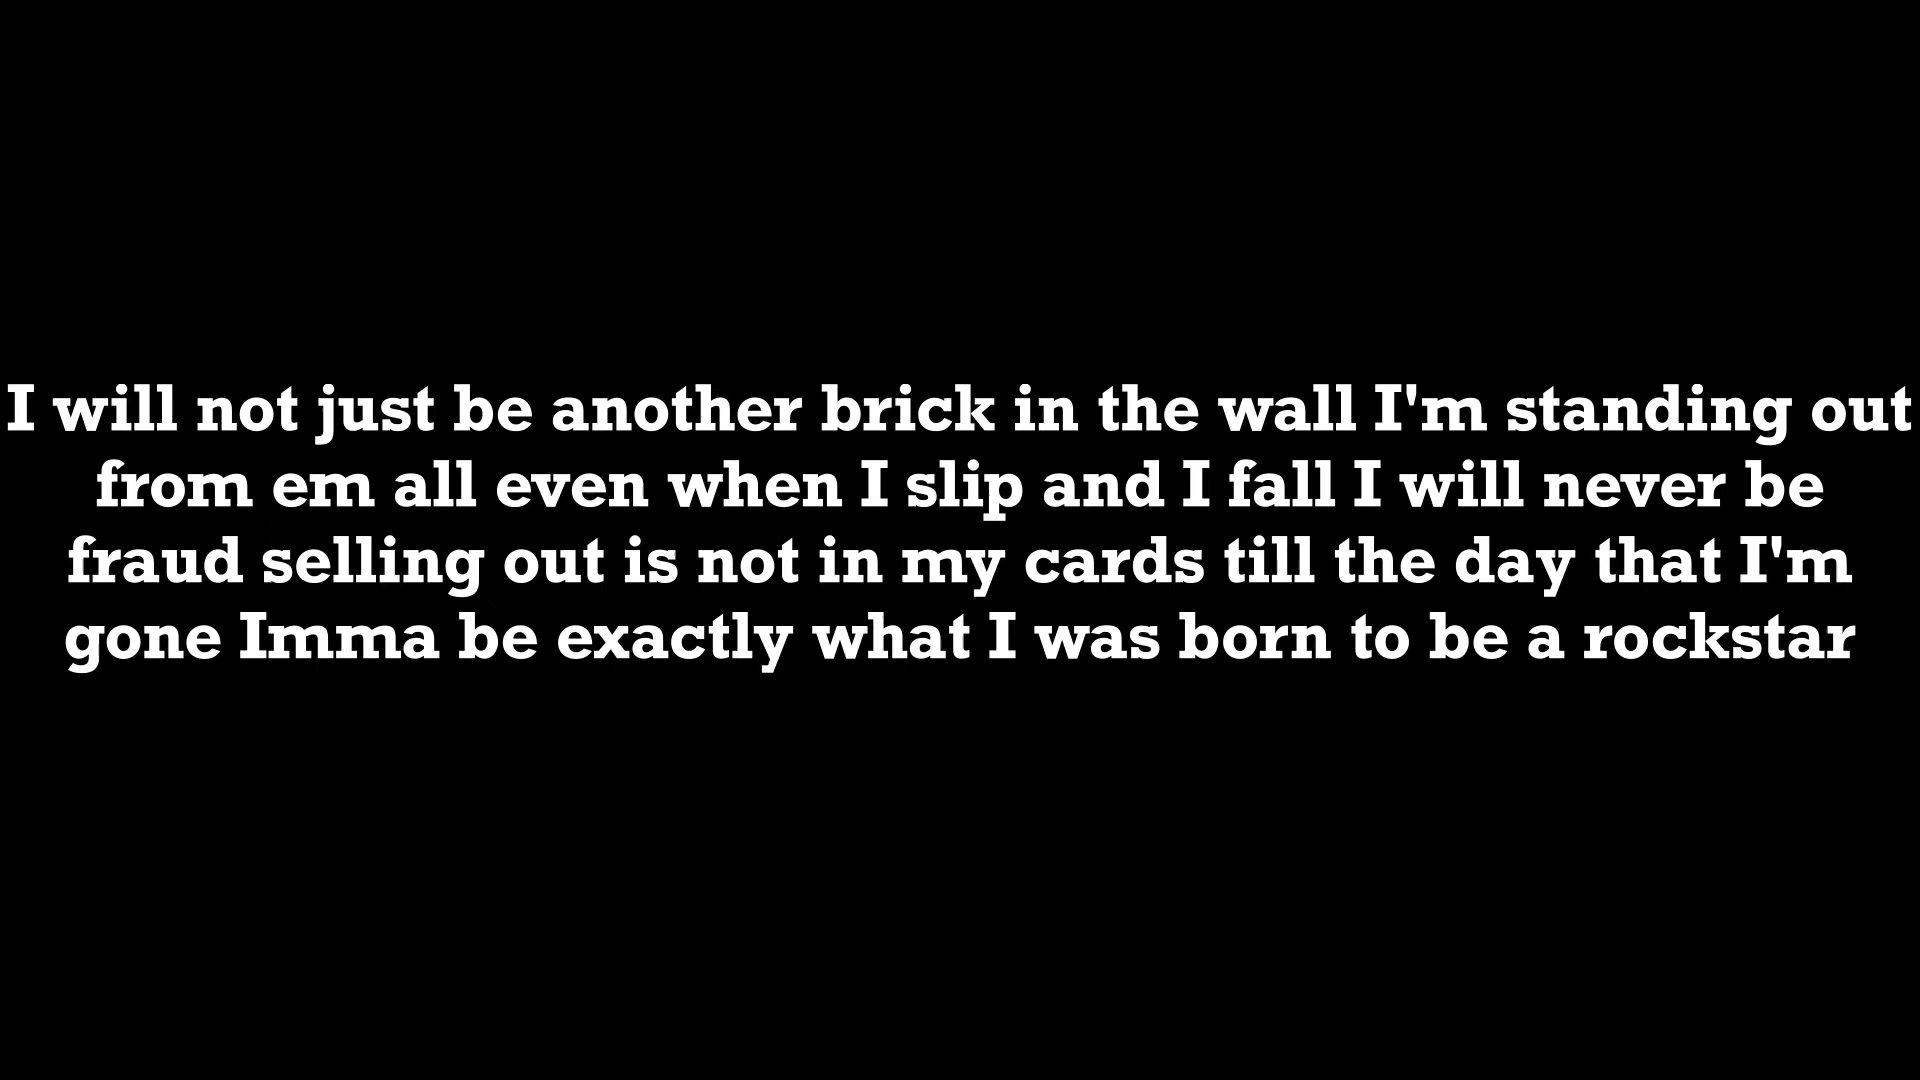 I will not just be another brick in the wall I'm standing out
from em all even when I slip and I fall I will never be
fraud selling out is not in my cards till the day that I'm
gone Imma be exactly what I was born to be a rockstar